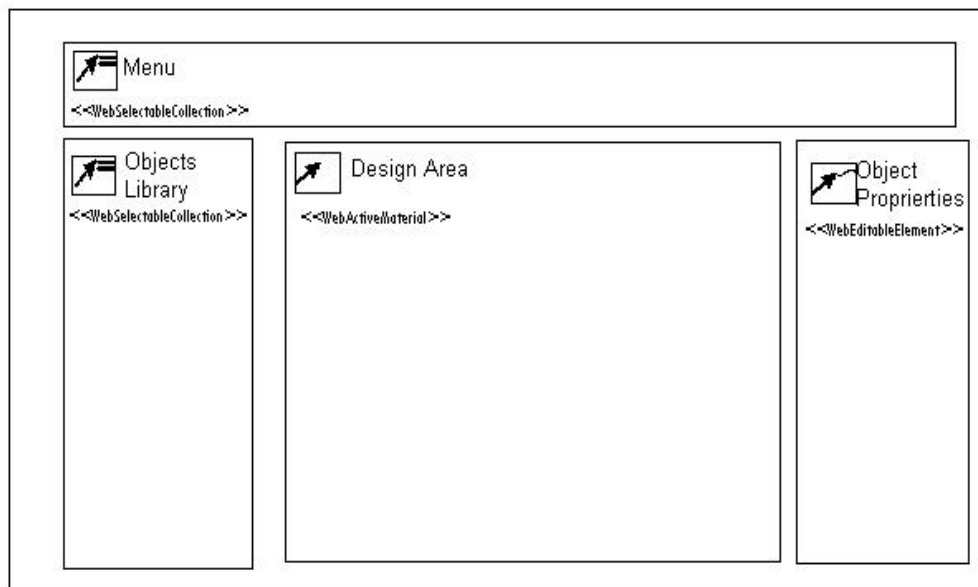 Menu
<<WebSelectableCollection>>
Objects
Library
<<WebSelectableCollection>>
Design Area
<<WebActiveMaterial>>
Object
Proprierties
<<WebEditableElement>>